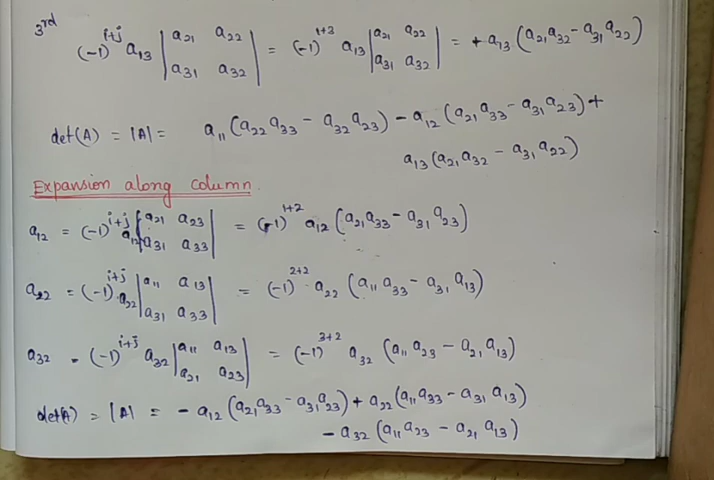 3rd
(-1)^{i+j} a₁₃ |a₂₁ a₂₂; a₃₁ a₃₂| = (-1)^{1+3} a₁₃ |a₂₁ a₂₂; a₃₁ a₃₂| = + a₁₃ (a₂₁a₃₂ - a₃₁a₂₂)
det(A) = |A| = a₁₁ (a₂₂a₃₃ - a₃₂a₂₃) - a₁₂ (a₂₁a₃₃ - a₃₁a₂₃) +
a₁₃ (a₂₁a₃₂ - a₃₁a₂₂)
Expansion along column.
a₁₂ = (-1)^{i+j} a₁₂ |a₂₁ a₂₃; a₃₁ a₃₃| = (-1)^{1+2} a₁₂ (a₂₁a₃₃ - a₃₁a₂₃)
a₂₂ = (-1)^{i+j} a₂₂ |a₁₁ a₁₃; a₃₁ a₃₃| = (-1)^{2+2} a₂₂ (a₁₁a₃₃ - a₃₁a₁₃)
a₃₂ = (-1)^{i+j} a₃₂ |a₁₁ a₁₃; a₂₁ a₂₃| = (-1)^{3+2} a₃₂ (a₁₁a₂₃ - a₂₁a₁₃)
det(A) = |A| = - a₁₂ (a₂₁a₃₃ - a₃₁a₂₃) + a₂₂ (a₁₁a₃₃ - a₃₁a₁₃)
- a₃₂ (a₁₁a₂₃ - a₂₁a₁₃)